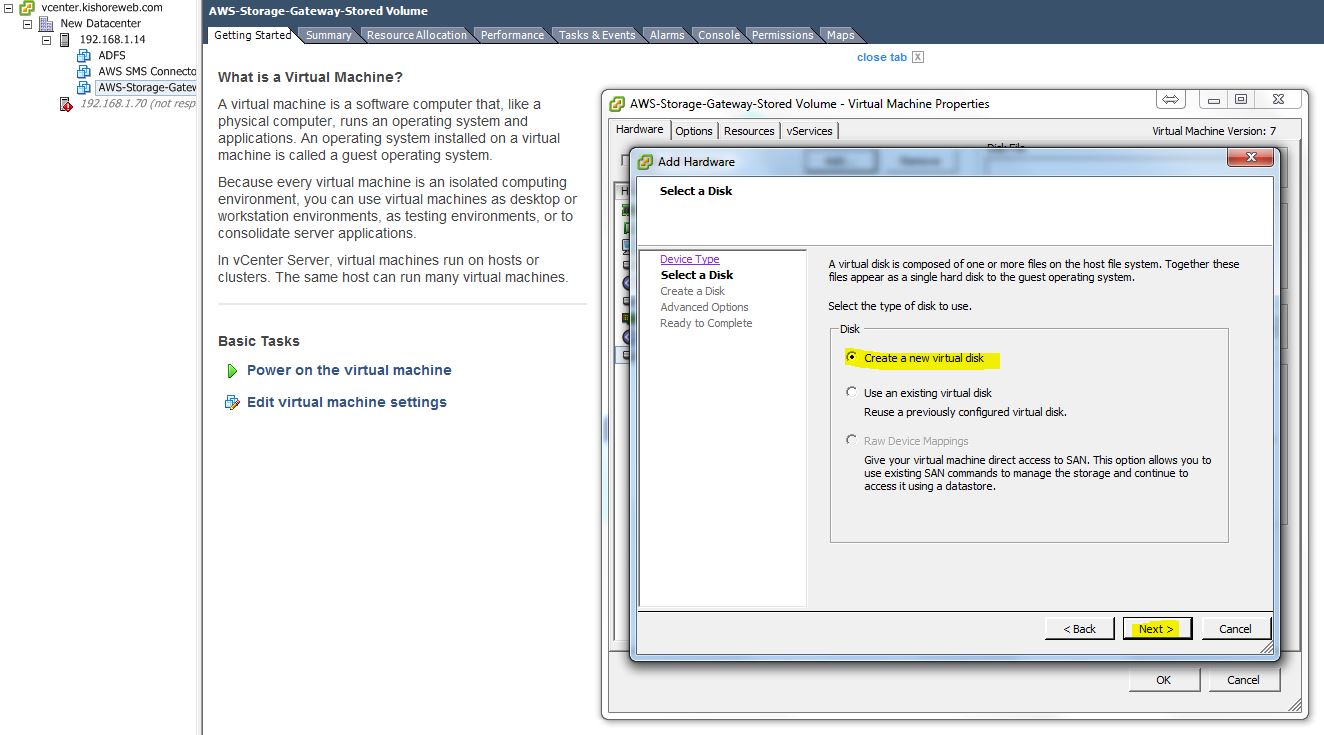 vcenter.kishoreweb.com
New Datacenter
192.168.1.14
ADFS
AWS SMS Connecto
AWS-Storage-Gatew
192.168.1.70 (not resp
AWS-Storage-Gateway-Stored Volume
Getting Started Summary Resource Allocation Performance Tasks & Events Alarms Console Permissions Maps
close tab
What is a Virtual Machine?
A virtual machine is a software computer that, like a
physical computer, runs an operating system and
applications. An operating system installed on a virtual
machine is called a guest operating system.
Because every virtual machine is an isolated computing
environment, you can use virtual machines as desktop or
workstation environments, as testing environments, or to
consolidate server applications.
In vCenter Server, virtual machines run on hosts or
clusters. The same host can run many virtual machines.
Basic Tasks
Power on the virtual machine
Edit virtual machine settings
AWS-Storage-Gateway-Stored Volume - Virtual Machine Properties
Hardware Options Resources vServices
Virtual Machine Version: 7
Disk File
Add... Remove
Add Hardware
Select a Disk
Device Type
Select a Disk
Create a Disk
Advanced Options
Ready to Complete
A virtual disk is composed of one or more files on the host file system. Together these
files appear as a single hard disk to the guest operating system.
Select the type of disk to use.
Disk
Create a new virtual disk
Use an existing virtual disk
Reuse a previously configured virtual disk.
Raw Device Mappings
Give your virtual machine direct access to SAN. This option allows you to
use existing SAN commands to manage the storage and continue to
access it using a datastore.
< Back Next > Cancel
OK Cancel